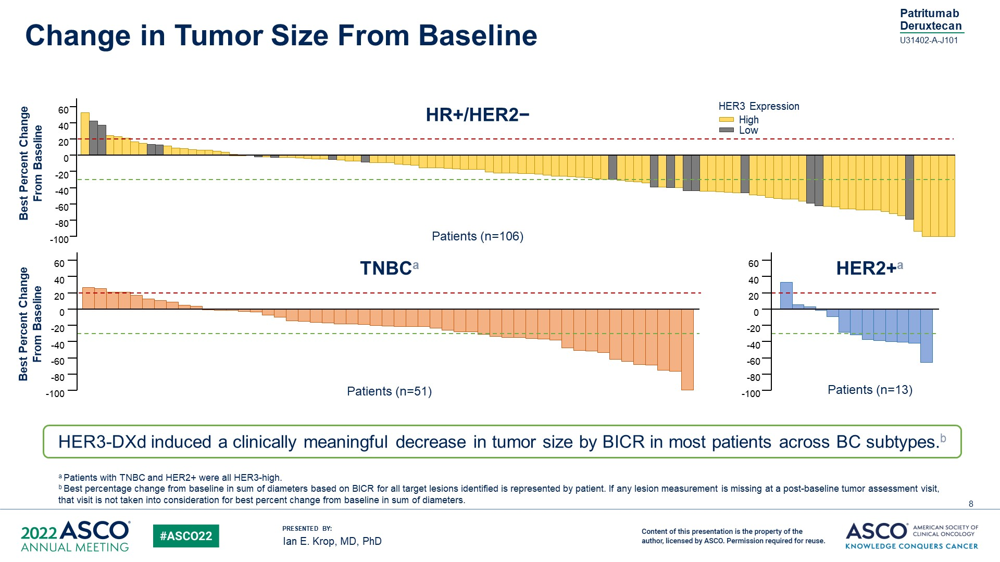 Change in Tumor Size From Baseline
Patritumab
Deruxtecan
U31402-A-J101
Best Percent Change
From Baseline
60
40
20
0
-20
-40
-60
-80
-100
HR+/HER2−
HER3 Expression
High
Low
Patients (n=106)
Best Percent Change
From Baseline
60
40
20
0
-20
-40
-60
-80
-100
TNBCa
Patients (n=51)
60
40
20
0
-20
-40
-60
-80
-100
HER2+a
Patients (n=13)
HER3-DXd induced a clinically meaningful decrease in tumor size by BICR in most patients across BC subtypes.b
a Patients with TNBC and HER2+ were all HER3-high.
b Best percentage change from baseline in sum of diameters based on BICR for all target lesions identified is represented by patient. If any lesion measurement is missing at a post-baseline tumor assessment visit,
that visit is not taken into consideration for best percent change from baseline in sum of diameters.
8
2022 ASCO®
ANNUAL MEETING
#ASCO22
PRESENTED BY:
Ian E. Krop, MD, PhD
Content of this presentation is the property of the
author, licensed by ASCO. Permission required for reuse.
ASCO®
AMERICAN SOCIETY OF
CLINICAL ONCOLOGY
KNOWLEDGE CONQUERS CANCER